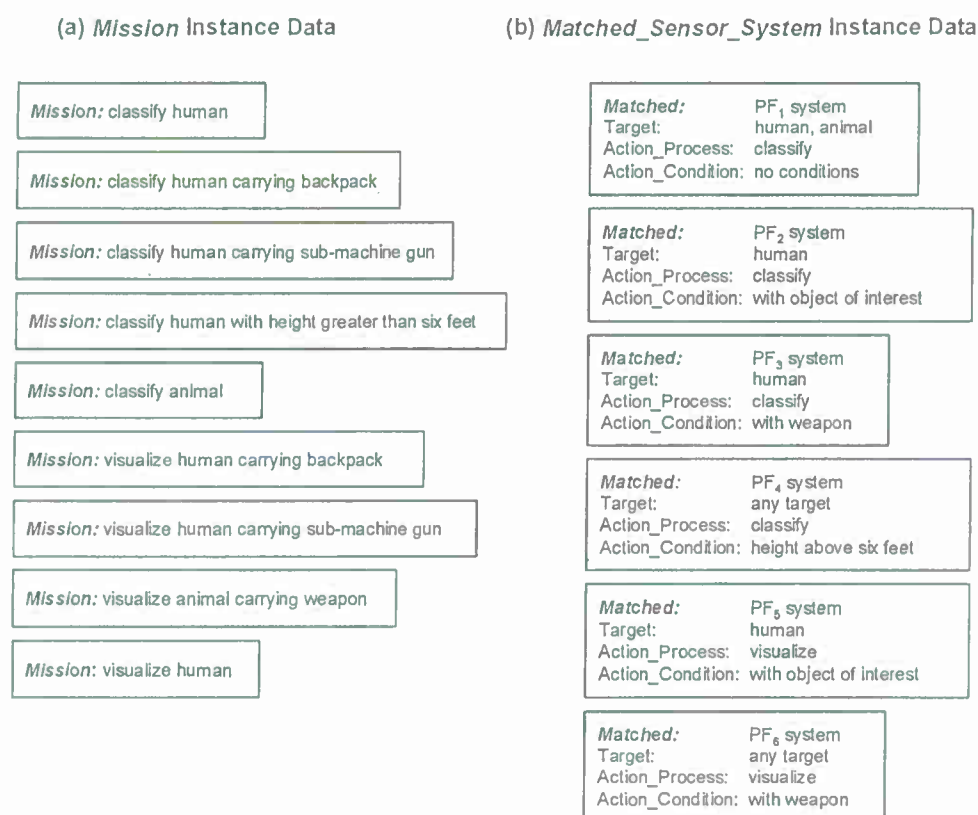 (a) Mission Instance Data
Mission: classify human
Mission: classify human carrying backpack
Mission: classify human carrying sub-machine gun
Mission: classify human with height greater than six feet
Mission: classify animal
Mission: visualize human carrying backpack
Mission: visualize human carrying sub-machine gun
Mission: visualize animal carrying weapon
Mission: visualize human
(b) Matched_Sensor_System Instance Data
Matched: PF₁ system
Target: human, animal
Action_Process: classify
Action_Condition: no conditions
Matched: PF₂ system
Target: human
Action_Process: classify
Action_Condition: with object of interest
Matched: PF₃ system
Target: human
Action_Process: classify
Action_Condition: with weapon
Matched: PF₄ system
Target: any target
Action_Process: classify
Action_Condition: height above six feet
Matched: PF₅ system
Target: human
Action_Process: visualize
Action_Condition: with object of interest
Matched: PF₆ system
Target: any target
Action_Process: visualize
Action_Condition: with weapon